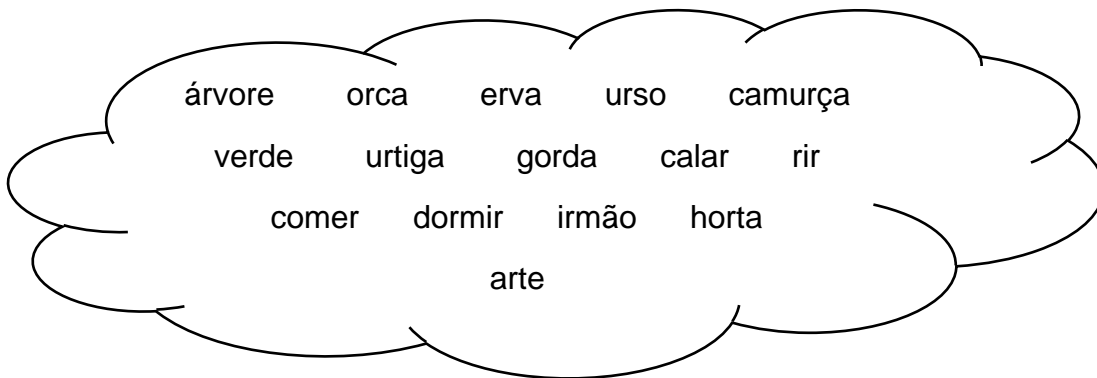 árvore orca erva urso camurça
verde urtiga gorda calar rir
comer dormir irmão horta
arte